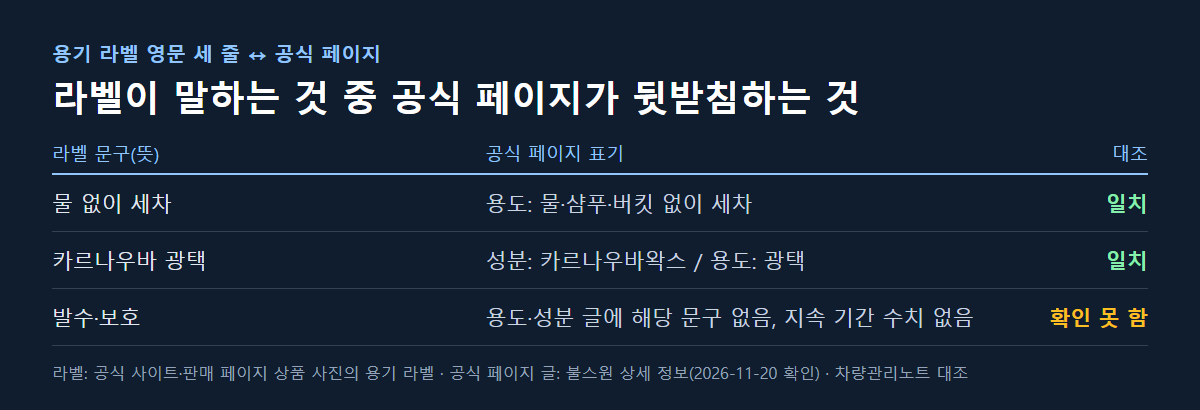 용기 라벨 영문 세 줄 ↔ 공식 페이지
라벨이 말하는 것 중 공식 페이지가 뒷받침하는 것
라벨 문구(뜻) 공식 페이지 표기 대조
물 없이 세차 용도: 물·샴푸·버킷 없이 세차 일치
카르나우바 광택 성분: 카르나우바왁스 / 용도: 광택 일치
발수·보호 용도·성분 글에 해당 문구 없음, 지속 기간 수치 없음 확인 못 함
라벨: 공식 사이트·판매 페이지 상품 사진의 용기 라벨 · 공식 페이지 글: 불스원 상세 정보(2026-11-20 확인) · 차량관리노트 대조